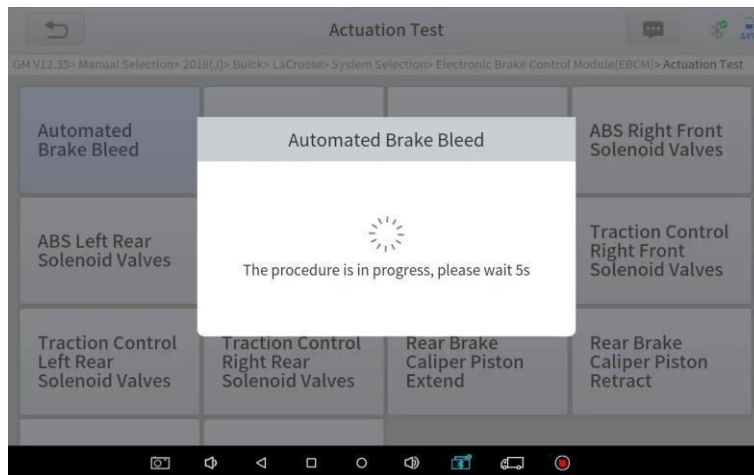 Actuation Test
44%
GM V12.35> Manual Selection> 2018(J)> Buick> LaCrosse> System Selection> Electronic Brake Control Module(EBCM)> Actuation Test
Automated
Brake Bleed
ABS Right Front
Solenoid Valves
Automated Brake Bleed
The procedure is in progress, please wait 5s
ABS Left Rear
Solenoid Valves
Traction Control
Right Front
Solenoid Valves
Traction Control
Left Rear
Solenoid Valves
Traction Control
Right Rear
Solenoid Valves
Rear Brake
Caliper Piston
Extend
Rear Brake
Caliper Piston
Retract